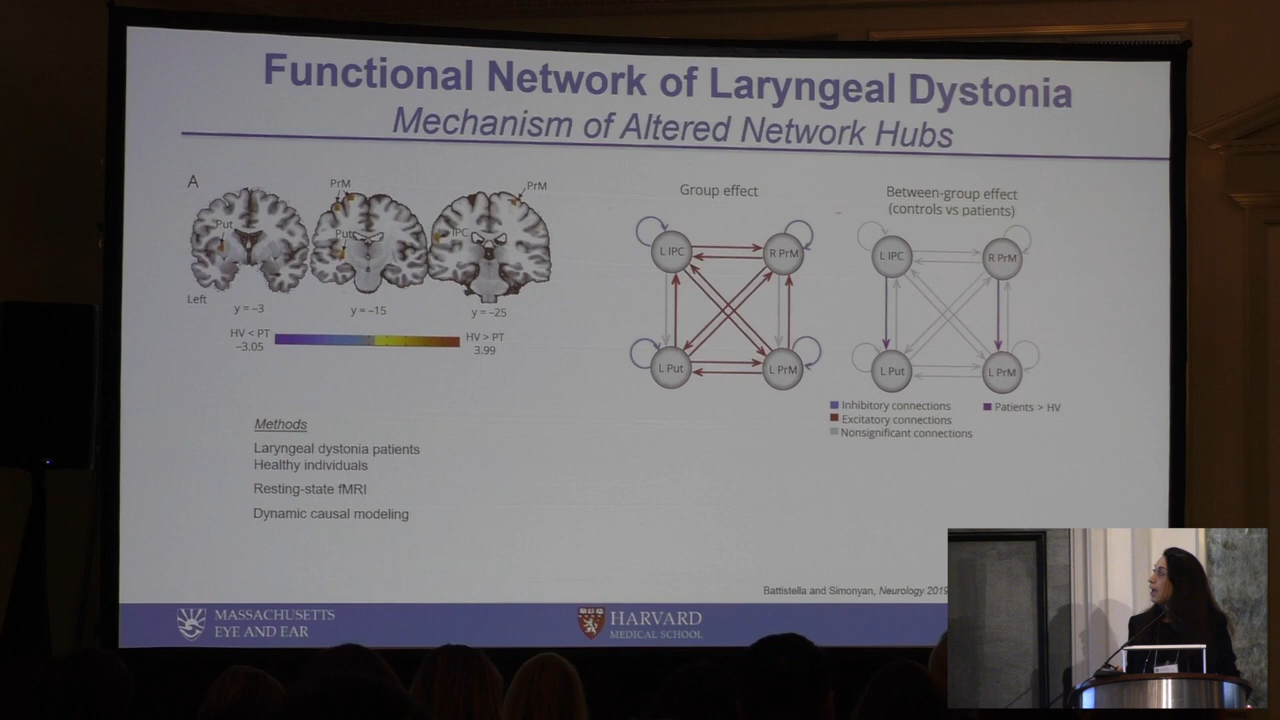 Functional Network of Laryngeal Dystonia
Mechanism of Altered Network Hubs
A
PrM
PrM
Put
Put
IPC
Left
y = –3
y = –15
y = –25
HV < PT
–3.05
HV > PT
3.99
Methods
Laryngeal dystonia patients
Healthy individuals
Resting-state fMRI
Dynamic causal modeling
Group effect
L IPC
R PrM
L Put
L PrM
Between-group effect
(controls vs patients)
L IPC
R PrM
L Put
L PrM
Inhibitory connections
Excitatory connections
Nonsignificant connections
Patients > HV
Battistella and Simonyan, Neurology 2019
MASSACHUSETTS
EYE AND EAR
HARVARD
MEDICAL SCHOOL